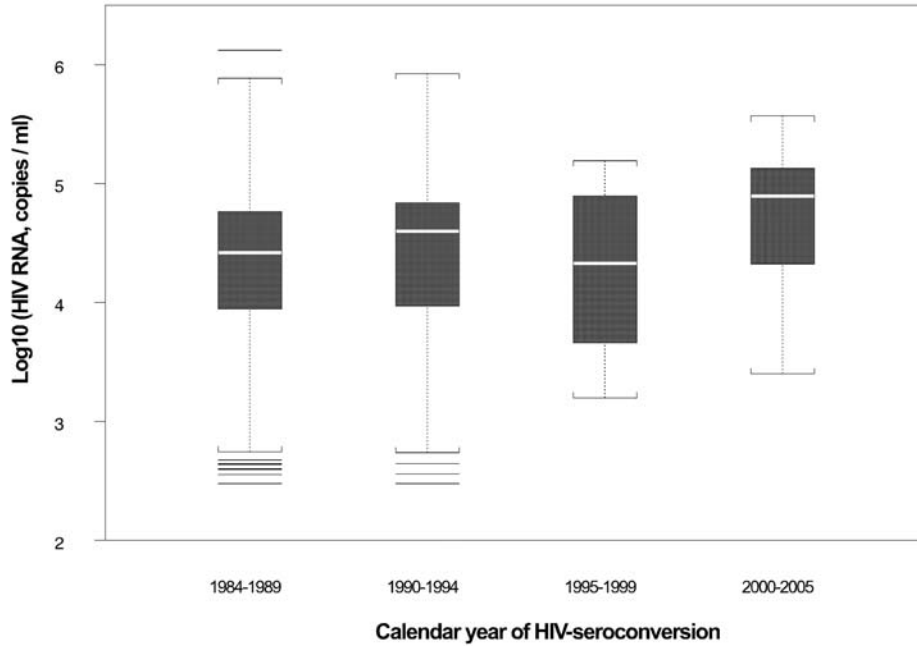 Log10 (HIV RNA, copies / ml)
6
5
4
3
2
1984-1989 1990-1994 1995-1999 2000-2005
Calendar year of HIV-seroconversion